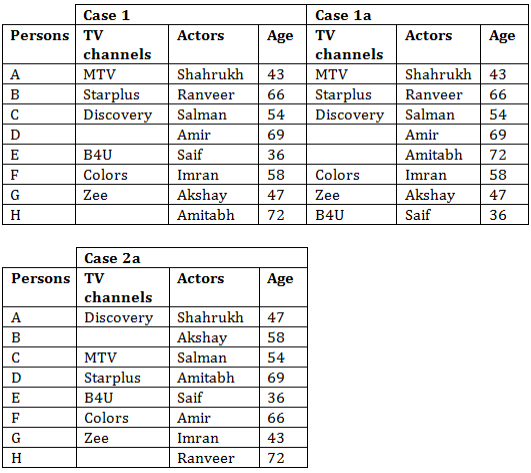 Case 1 Case 1a
Persons TV channels Actors Age TV channels Actors Age
A MTV Shahrukh 43 MTV Shahrukh 43
B Starplus Ranveer 66 Starplus Ranveer 66
C Discovery Salman 54 Discovery Salman 54
D Amir 69 Amir 69
E B4U Saif 36 Amitabh 72
F Colors Imran 58 Colors Imran 58
G Zee Akshay 47 Zee Akshay 47
H Amitabh 72 B4U Saif 36
Case 2a
Persons TV channels Actors Age
A Discovery Shahrukh 47
B Akshay 58
C MTV Salman 54
D Starplus Amitabh 69
E B4U Saif 36
F Colors Amir 66
G Zee Imran 43
H Ranveer 72